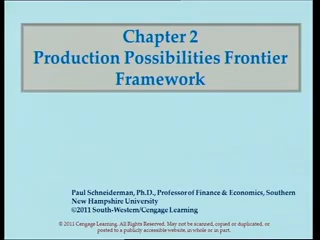 Chapter 2
Production Possibilities Frontier
Framework
Paul Schneiderman, Ph.D., Professor of Finance & Economics, Southern
New Hampshire University
©2011 South-Western/Cengage Learning
© 2011 Cengage Learning. All Rights Reserved. May not be scanned, copied or duplicated, or
posted to a publicly accessible website, in whole or in part.